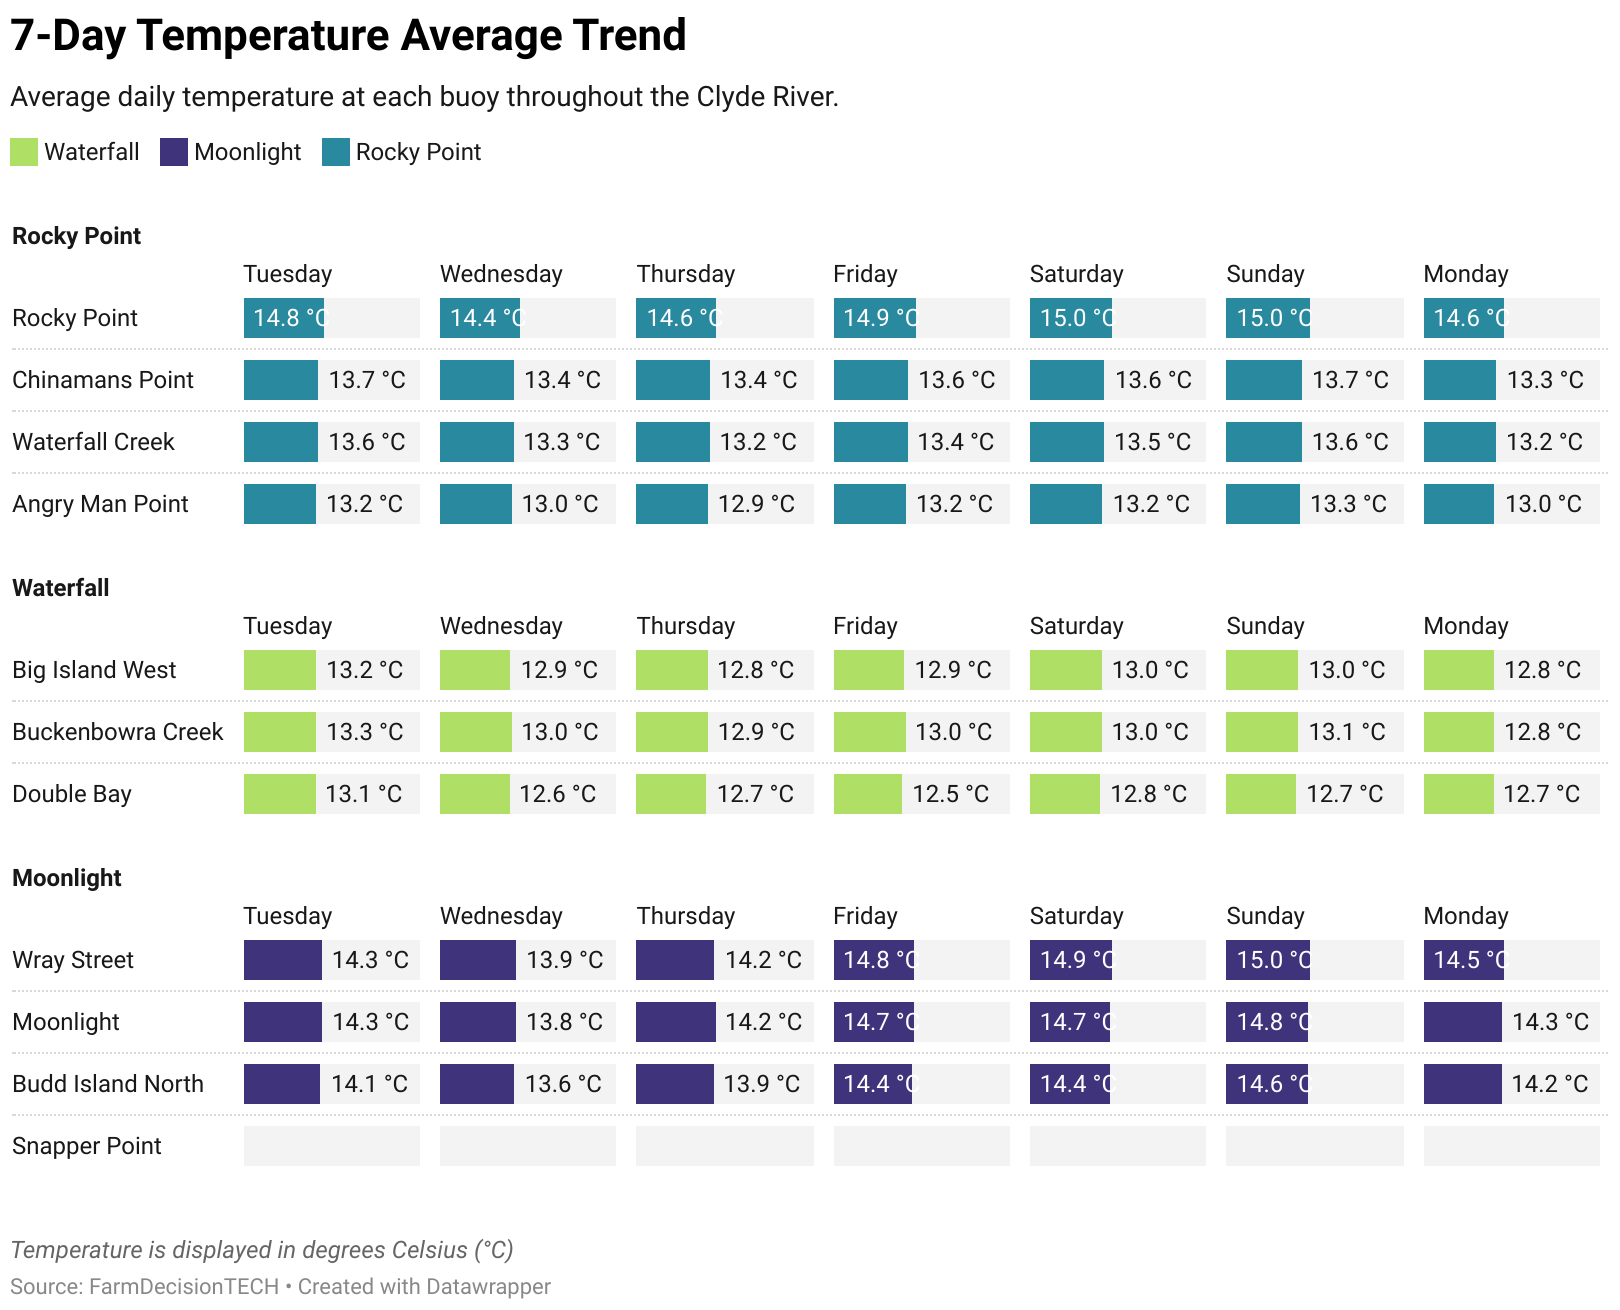 7-Day Temperature Average Trend
Average daily temperature at each buoy throughout the Clyde River.
Waterfall Moonlight Rocky Point
Rocky Point
Tuesday Wednesday Thursday Friday Saturday Sunday Monday
Rocky Point 14.8 °C 14.4 °C 14.6 °C 14.9 °C 15.0 °C 15.0 °C 14.6 °C
Chinamans Point 13.7 °C 13.4 °C 13.4 °C 13.6 °C 13.6 °C 13.7 °C 13.3 °C
Waterfall Creek 13.6 °C 13.3 °C 13.2 °C 13.4 °C 13.5 °C 13.6 °C 13.2 °C
Angry Man Point 13.2 °C 13.0 °C 12.9 °C 13.2 °C 13.2 °C 13.3 °C 13.0 °C
Waterfall
Tuesday Wednesday Thursday Friday Saturday Sunday Monday
Big Island West 13.2 °C 12.9 °C 12.8 °C 12.9 °C 13.0 °C 13.0 °C 12.8 °C
Buckenbowra Creek 13.3 °C 13.0 °C 12.9 °C 13.0 °C 13.0 °C 13.1 °C 12.8 °C
Double Bay 13.1 °C 12.6 °C 12.7 °C 12.5 °C 12.8 °C 12.7 °C 12.7 °C
Moonlight
Tuesday Wednesday Thursday Friday Saturday Sunday Monday
Wray Street 14.3 °C 13.9 °C 14.2 °C 14.8 °C 14.9 °C 15.0 °C 14.5 °C
Moonlight 14.3 °C 13.8 °C 14.2 °C 14.7 °C 14.7 °C 14.8 °C 14.3 °C
Budd Island North 14.1 °C 13.6 °C 13.9 °C 14.4 °C 14.4 °C 14.6 °C 14.2 °C
Snapper Point
Temperature is displayed in degrees Celsius (°C)
Source: FarmDecisionTECH • Created with Datawrapper